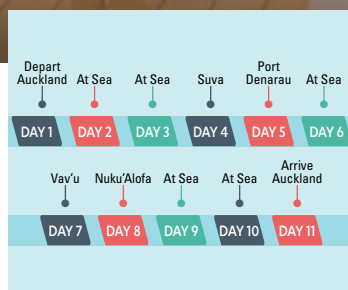 Depart
Auckland At Sea At Sea Suva Port
Denarau At Sea
DAY 1 DAY 2 DAY 3 DAY 4 DAY 5 DAY 6
Vav'u Nuku'Alofa At Sea At Sea Arrive
Auckland
DAY 7 DAY 8 DAY 9 DAY 10 DAY 11